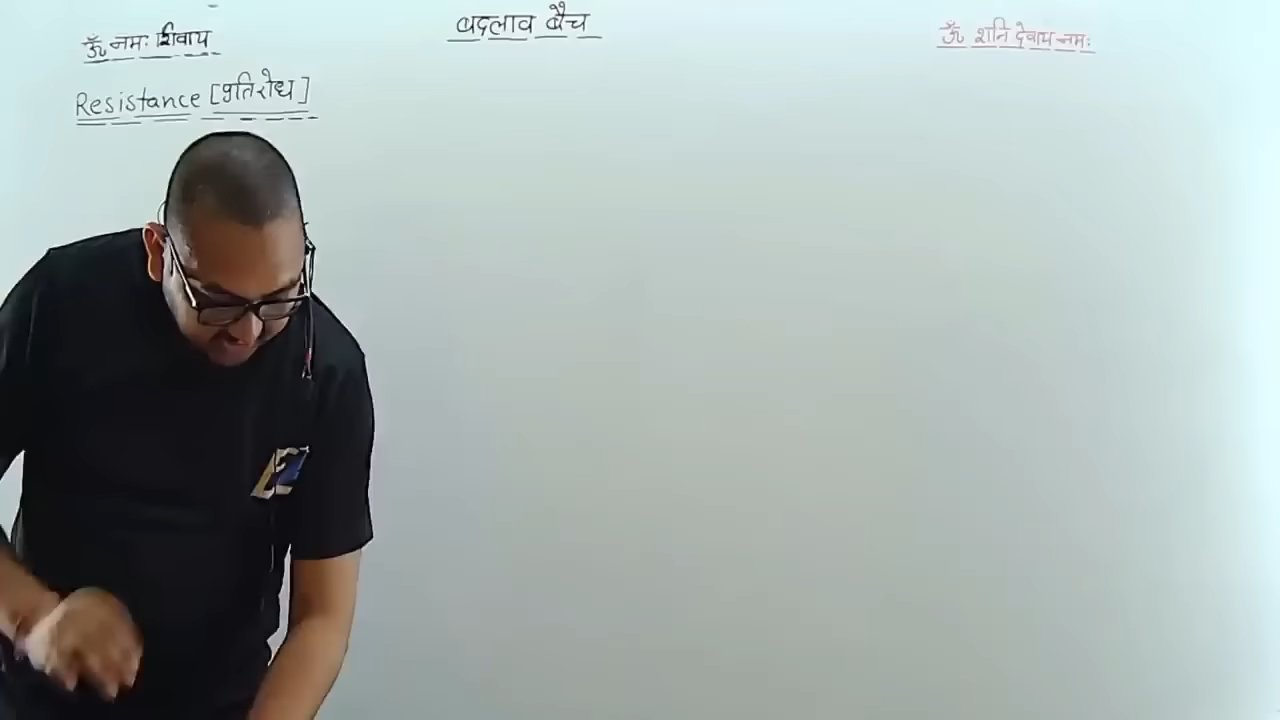 ॐ नमः शिवाय
बदलाव बैच
ॐ शनि देवाय नमः
Resistance [प्रतिरोध]